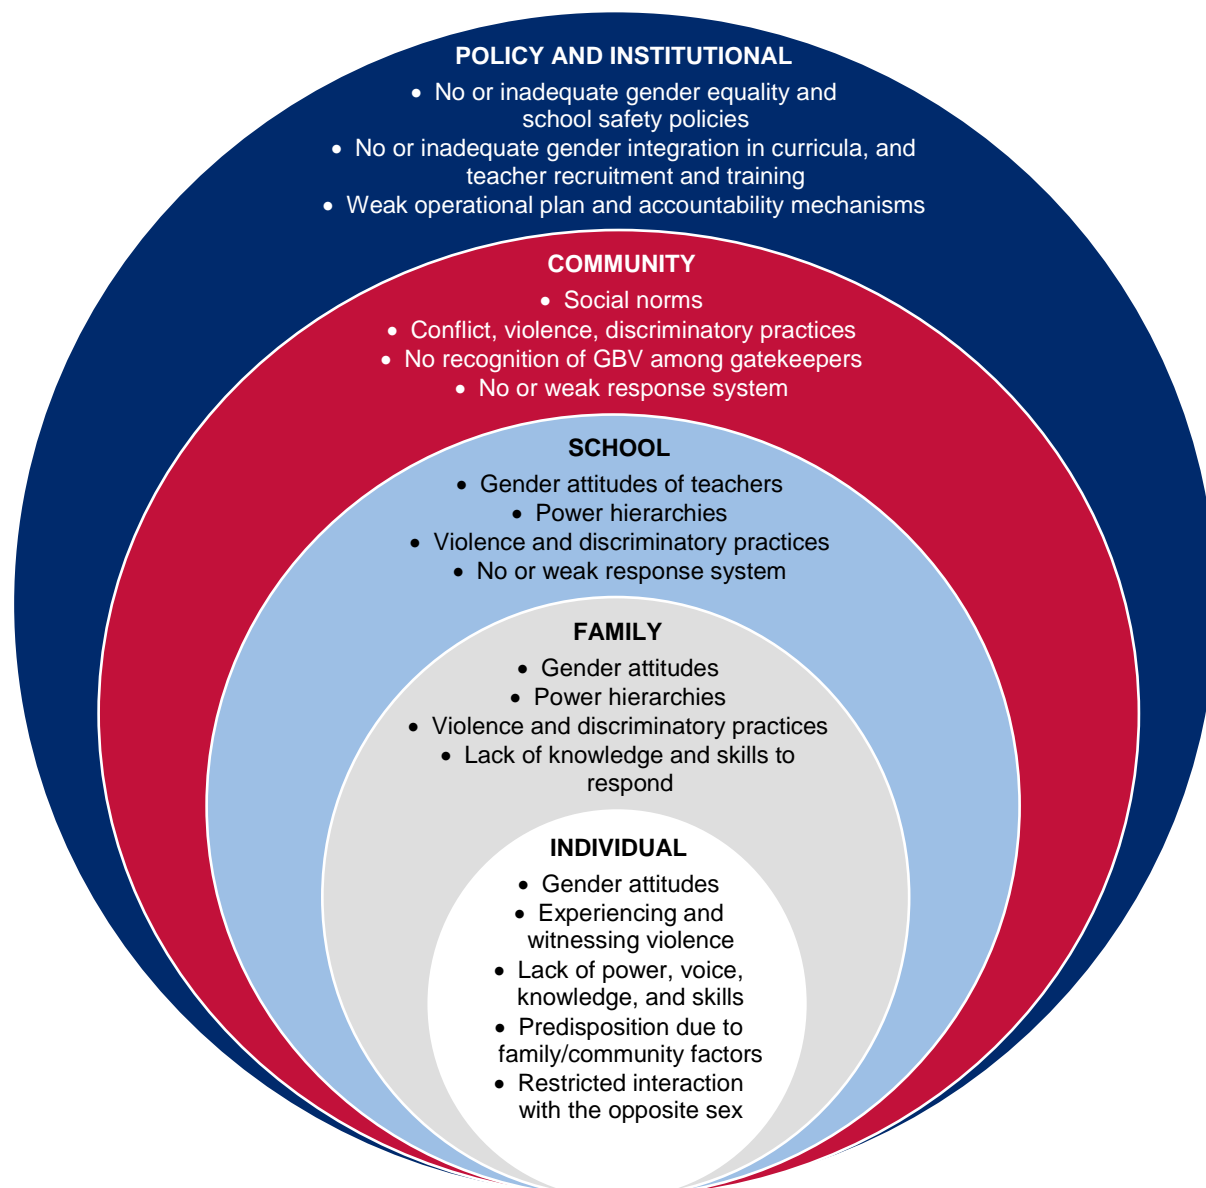 POLICY AND INSTITUTIONAL
• No or inadequate gender equality and
school safety policies
• No or inadequate gender integration in curricula, and
teacher recruitment and training
• Weak operational plan and accountability mechanisms
COMMUNITY
• Social norms
• Conflict, violence, discriminatory practices
• No recognition of GBV among gatekeepers
• No or weak response system
SCHOOL
• Gender attitudes of teachers
• Power hierarchies
• Violence and discriminatory practices
• No or weak response system
FAMILY
• Gender attitudes
• Power hierarchies
• Violence and discriminatory practices
• Lack of knowledge and skills to
respond
INDIVIDUAL
• Gender attitudes
• Experiencing and
witnessing violence
• Lack of power, voice,
knowledge, and skills
• Predisposition due to
family/community factors
• Restricted interaction
with the opposite sex